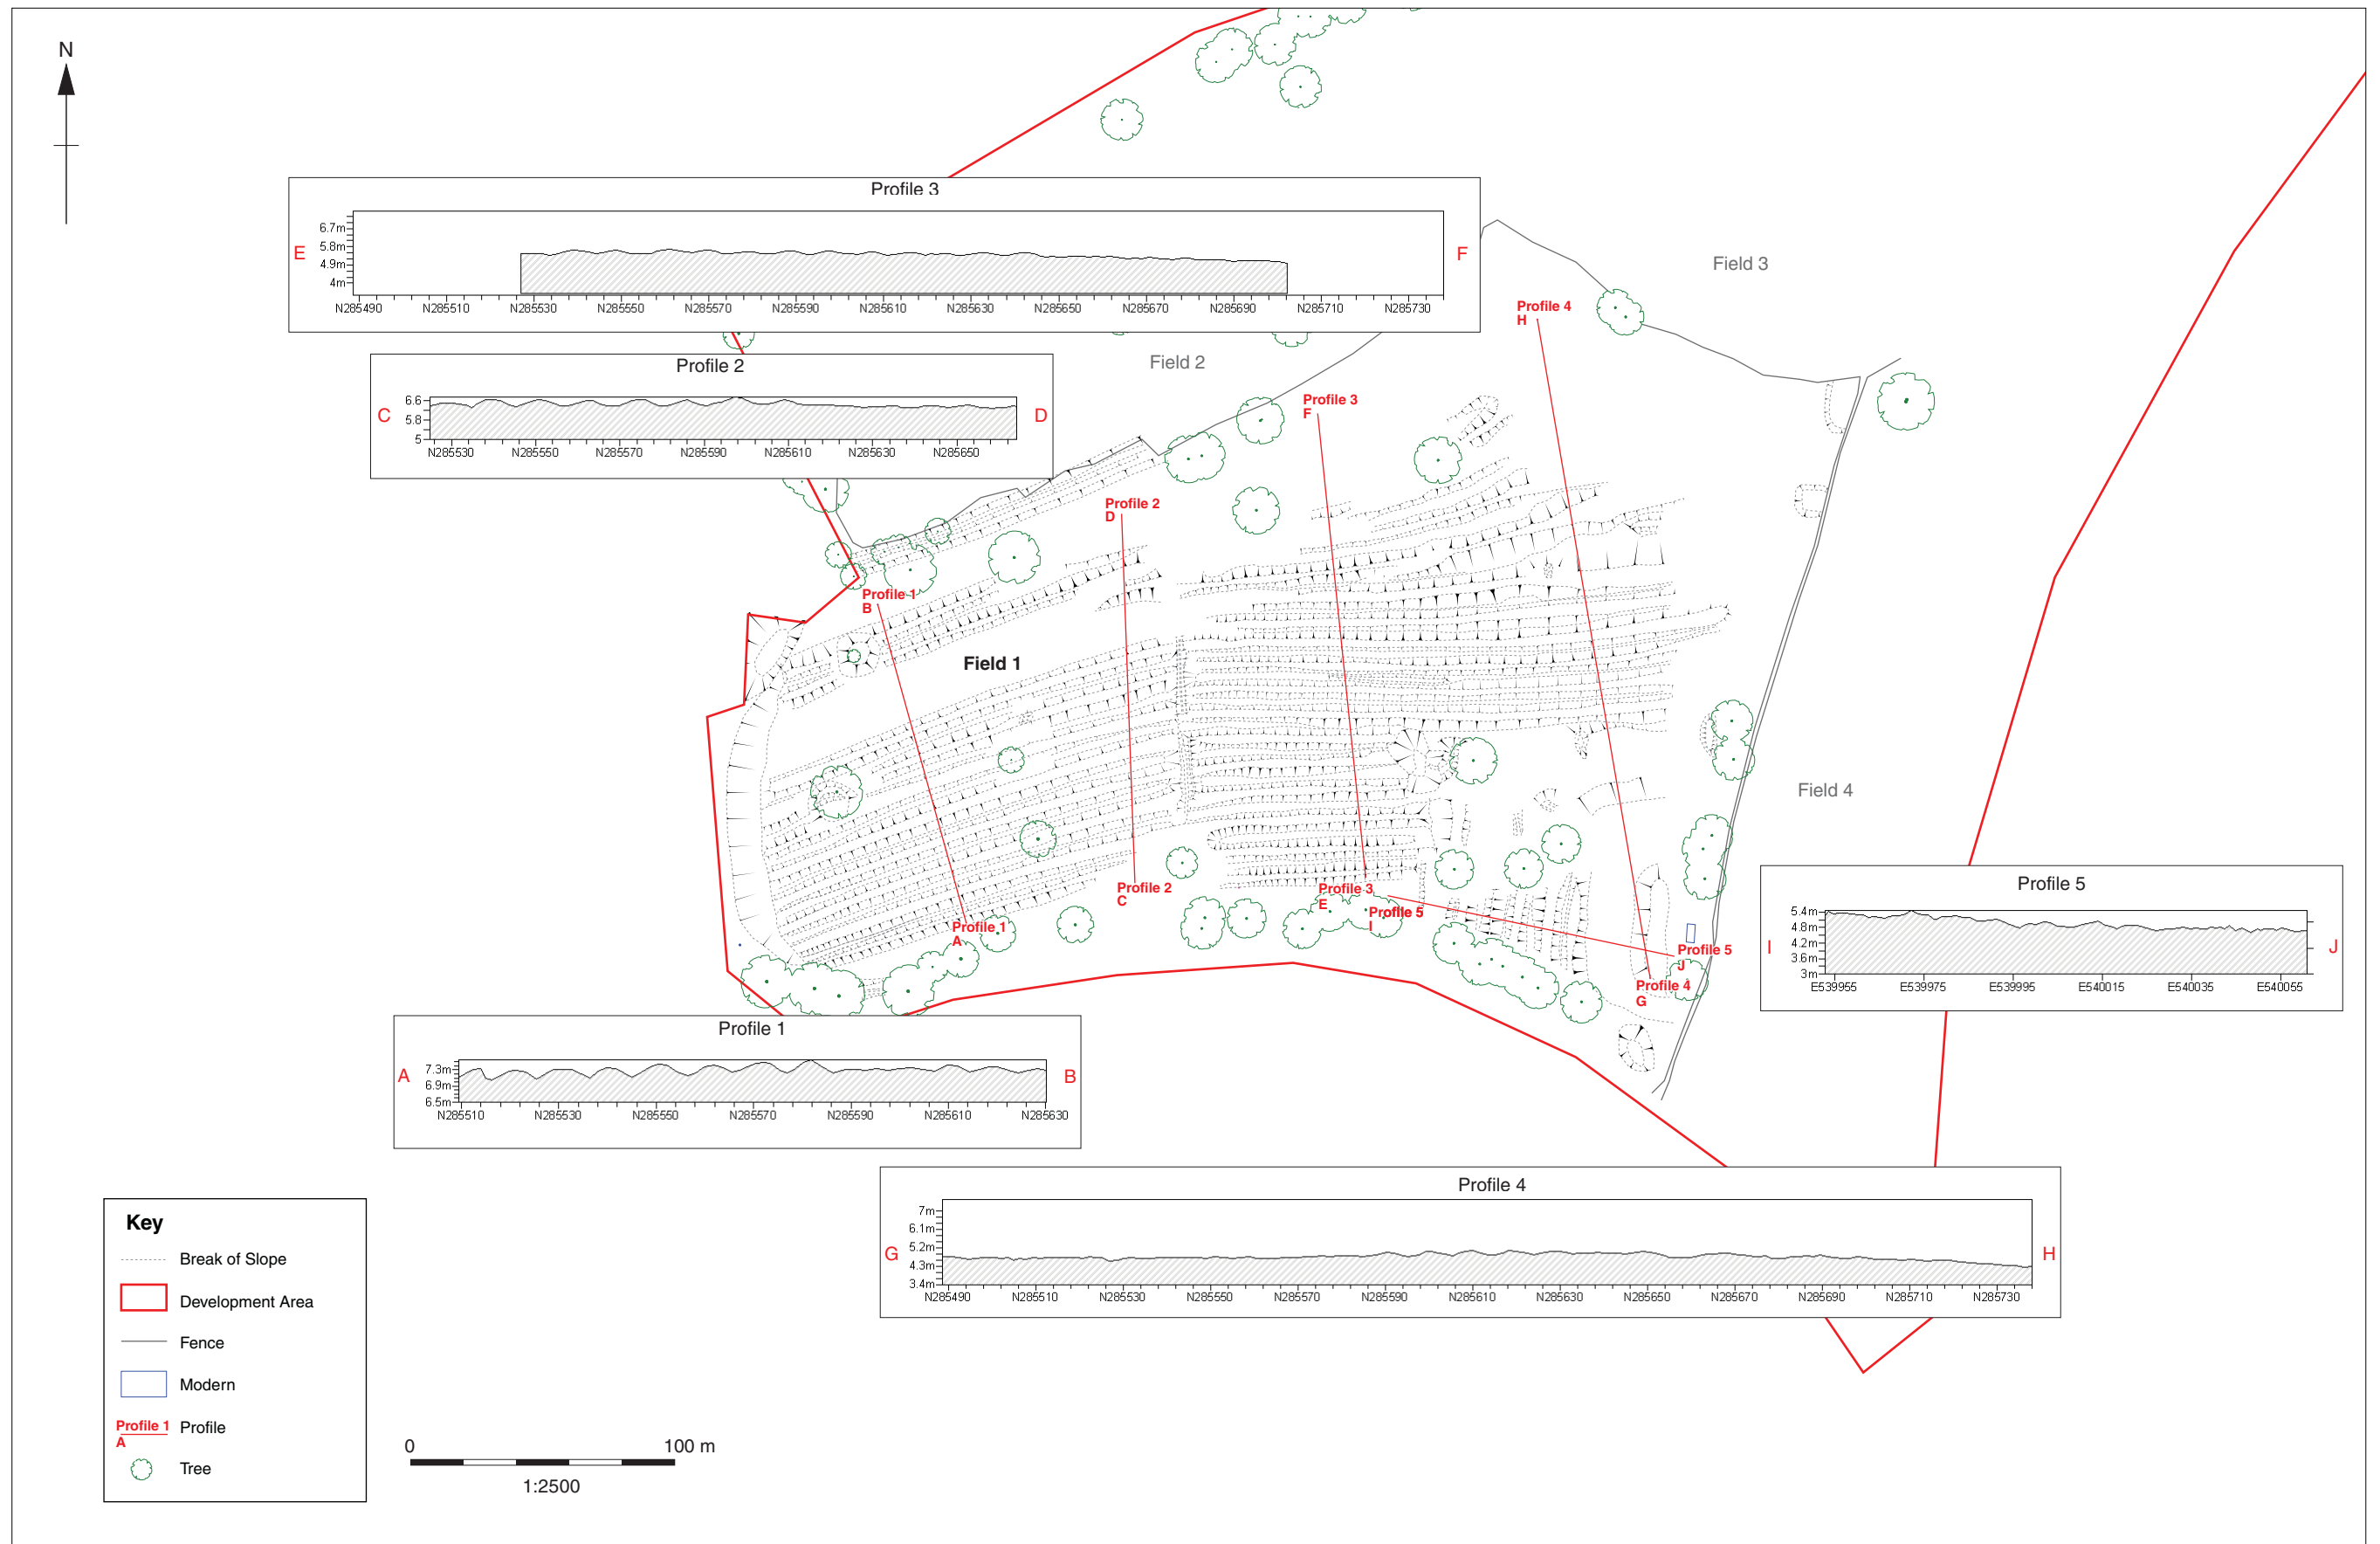 N
Profile 3
E
F
6.7m
5.8m
4.9m
4m
N285490 N285510 N285530 N285550 N285570 N285590 N285610 N285630 N285650 N285670 N285690 N285710 N285730
Field 3
Profile 4
H
Field 2
Profile 2
C
D
6.6
5.8
5
N285530 N285550 N285570 N285590 N285610 N285630 N285650
Profile 3
F
Profile 2
D
Profile 1
B
Field 1
Field 4
Profile 2
C
Profile 3
E
Profile 5
I
Profile 1
A
Profile 5
J
Profile 4
G
Profile 5
I
J
5.4m
4.8m
4.2m
3.6m
3m
E539955 E539975 E539995 E540015 E540035 E540055
Profile 1
A
B
7.3m
6.9m
6.5m
N285510 N285530 N285550 N285570 N285590 N285610 N285630
Profile 4
G
H
7m
6.1m
5.2m
4.3m
3.4m
N285490 N285510 N285530 N285550 N285570 N285590 N285610 N285630 N285650 N285670 N285690 N285710 N285730
Key
Break of Slope
Development Area
Fence
Modern
Profile 1
A
Profile
Tree
0 100 m
1:2500